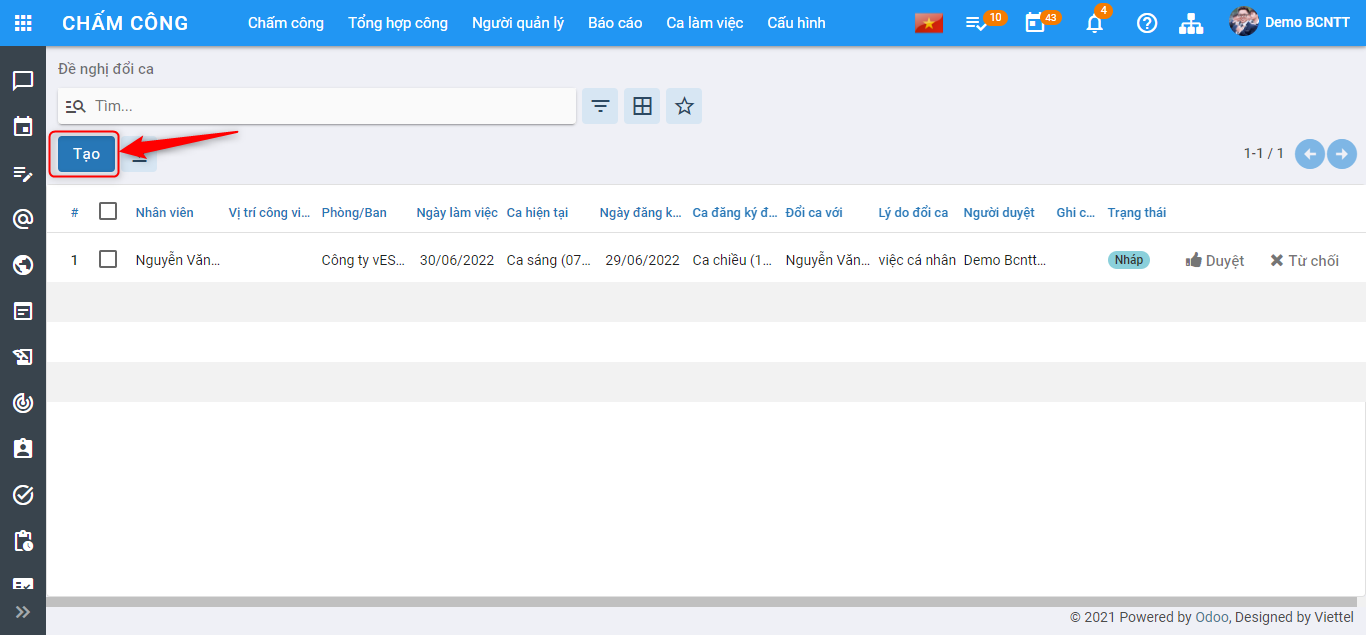 CHẤM CÔNG Chấm công Tổng hợp công Người quản lý Báo cáo Ca làm việc Cấu hình 10 43 4 Demo BCNTT
Đề nghị đổi ca
Tìm...
Tạo 1-1 / 1
# Nhân viên Vị trí công vi... Phòng/Ban Ngày làm việc Ca hiện tại Ngày đăng k... Ca đăng ký đ... Đổi ca với Lý do đổi ca Người duyệt Ghi c... Trạng thái
1 Nguyễn Văn... Công ty vES... 30/06/2022 Ca sáng (07... 29/06/2022 Ca chiều (1... Nguyễn Văn... việc cá nhân Demo Bcntt... Nháp Duyệt Từ chối
© 2021 Powered by Odoo, Designed by Viettel